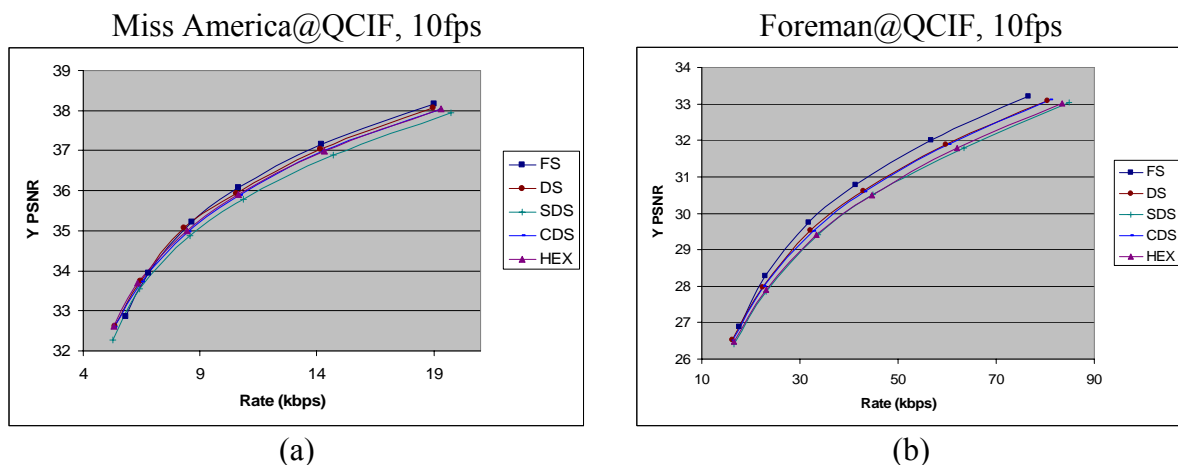 Miss America@QCIF, 10fps
39
38
37
36
35
34
33
32
Y PSNR
4 9 14 19
Rate (kbps)
FS
DS
SDS
CDS
HEX
(a)
Foreman@QCIF, 10fps
34
33
32
31
30
29
28
27
26
Y PSNR
10 30 50 70 90
Rate (kbps)
FS
DS
SDS
CDS
HEX
(b)